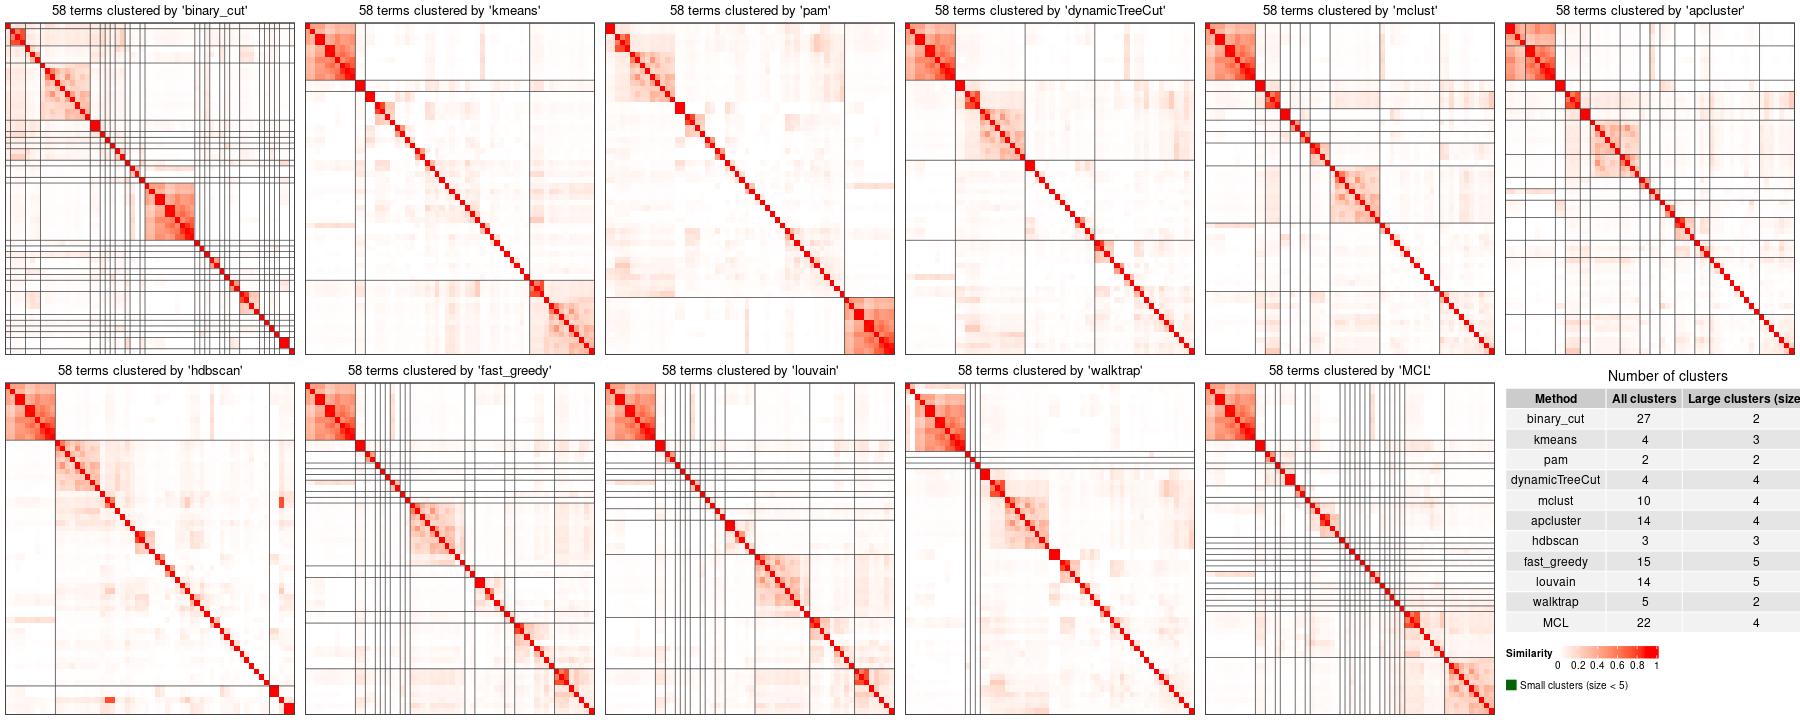 58 terms clustered by 'binary_cut'
58 terms clustered by 'kmeans'
58 terms clustered by 'pam'
58 terms clustered by 'dynamicTreeCut'
58 terms clustered by 'mclust'
58 terms clustered by 'apcluster'
58 terms clustered by 'hdbscan'
58 terms clustered by 'fast_greedy'
58 terms clustered by 'louvain'
58 terms clustered by 'walktrap'
58 terms clustered by 'MCL'
Number of clusters
Method All clusters Large clusters (size
binary_cut 27 2
kmeans 4 3
pam 2 2
dynamicTreeCut 4 4
mclust 10 4
apcluster 14 4
hdbscan 3 3
fast_greedy 15 5
louvain 14 5
walktrap 5 2
MCL 22 4
Similarity
0 0.2 0.4 0.6 0.8 1
Small clusters (size < 5)